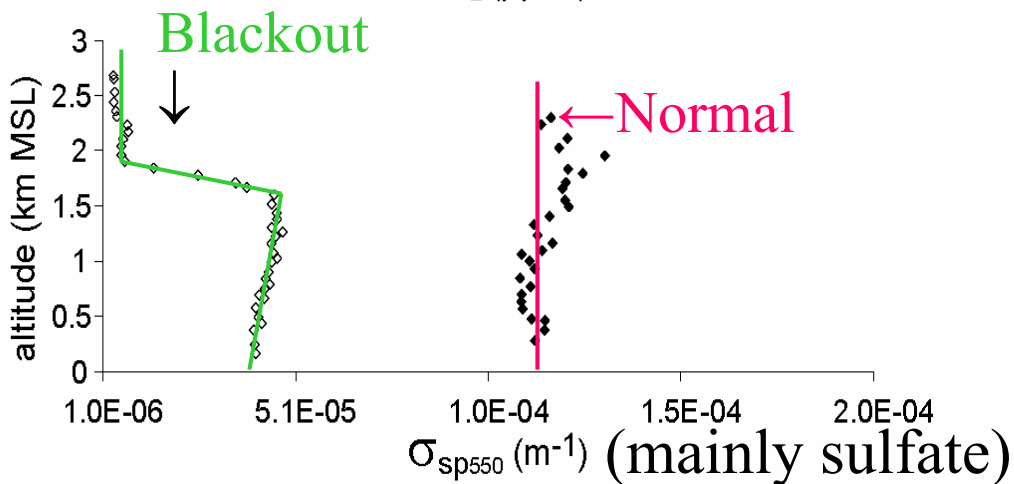 Blackout
Normal
altitude (km MSL)
3
2.5
2
1.5
1
0.5
0
1.0E-06 5.1E-05 1.0E-04 1.5E-04 2.0E-04
σsp550 (m-1) (mainly sulfate)